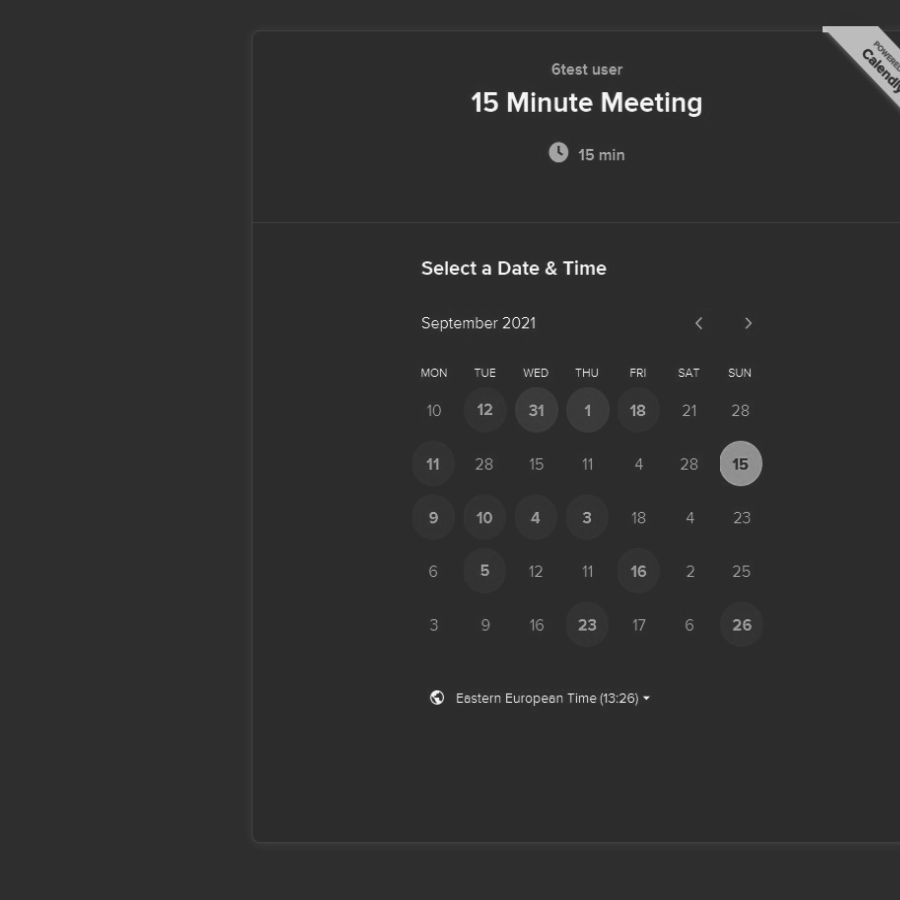 6test user
15 Minute Meeting
15 min
POWERED
Calendly
Select a Date & Time
September 2021
MON TUE WED THU FRI SAT SUN
10 12 31 1 18 21 28
11 28 15 11 4 28 15
9 10 4 3 18 4 23
6 5 12 11 16 2 25
3 9 16 23 17 6 26
Eastern European Time (13:26)